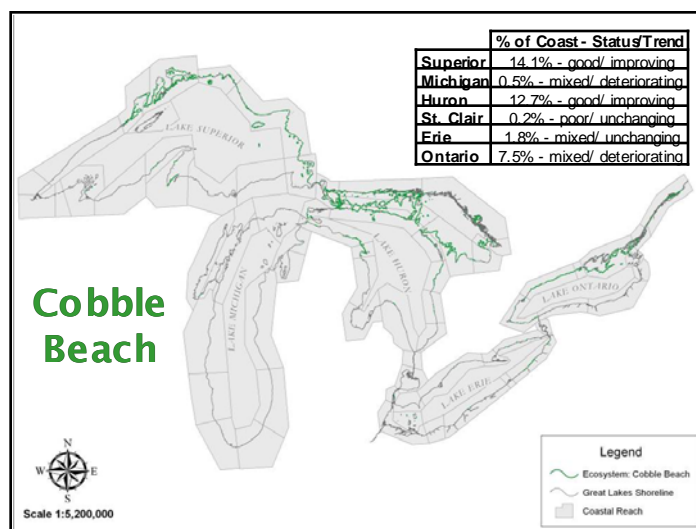 % of Coast - Status/Trend
Superior 14.1% - good/ improving
Michigan 0.5% - mixed/ deteriorating
Huron 12.7% - good/ improving
St. Clair 0.2% - poor/ unchanging
Erie 1.8% - mixed/ unchanging
Ontario 7.5% - mixed/ deteriorating
LAKE SUPERIOR
LAKE MICHIGAN
LAKE HURON
LAKE ONTARIO
LAKE ERIE
Cobble
Beach
N
W E
S
Scale 1:5,200,000
Legend
Ecosystem: Cobble Beach
Great Lakes Shoreline
Coastal Reach